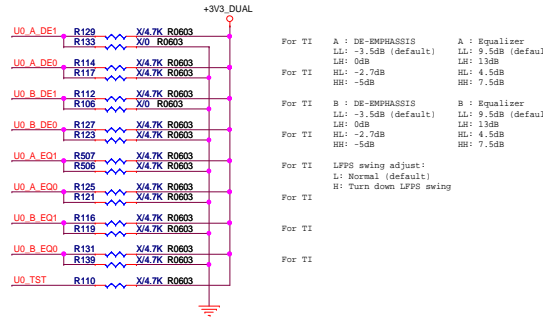 +3V3_DUAL
U0_A_DE1 R129 X/4.7K R0603
R133 X/0 R0603
U0_A_DE0 R114 X/4.7K R0603
R117 X/4.7K R0603
U0_B_DE1 R112 X/4.7K R0603
R106 X/0 R0603
U0_B_DE0 R127 X/4.7K R0603
R123 X/4.7K R0603
U0_A_EQ1 R507 X/4.7K R0603
R506 X/4.7K R0603
U0_A_EQ0 R125 X/4.7K R0603
R121 X/4.7K R0603
U0_B_EQ1 R116 X/4.7K R0603
R119 X/4.7K R0603
U0_B_EQ0 R131 X/4.7K R0603
R139 X/4.7K R0603
U0_TST R110 X/4.7K R0603
For TI A : DE-EMPHASSIS A : Equalizer
LL: -3.5dB (default) LL: 9.5dB (defaul
LH: 0dB LH: 13dB
For TI HL: -2.7dB HL: 4.5dB
HH: -5dB HH: 7.5dB
For TI B : DE-EMPHASSIS B : Equalizer
LL: -3.5dB (default) LL: 9.5dB (defaul
LH: 0dB LH: 13dB
For TI HL: -2.7dB HL: 4.5dB
HH: -5dB HH: 7.5dB
For TI LFPS swing adjust:
L: Normal (default)
H: Turn down LFPS swing
For TI
For TI
For TI